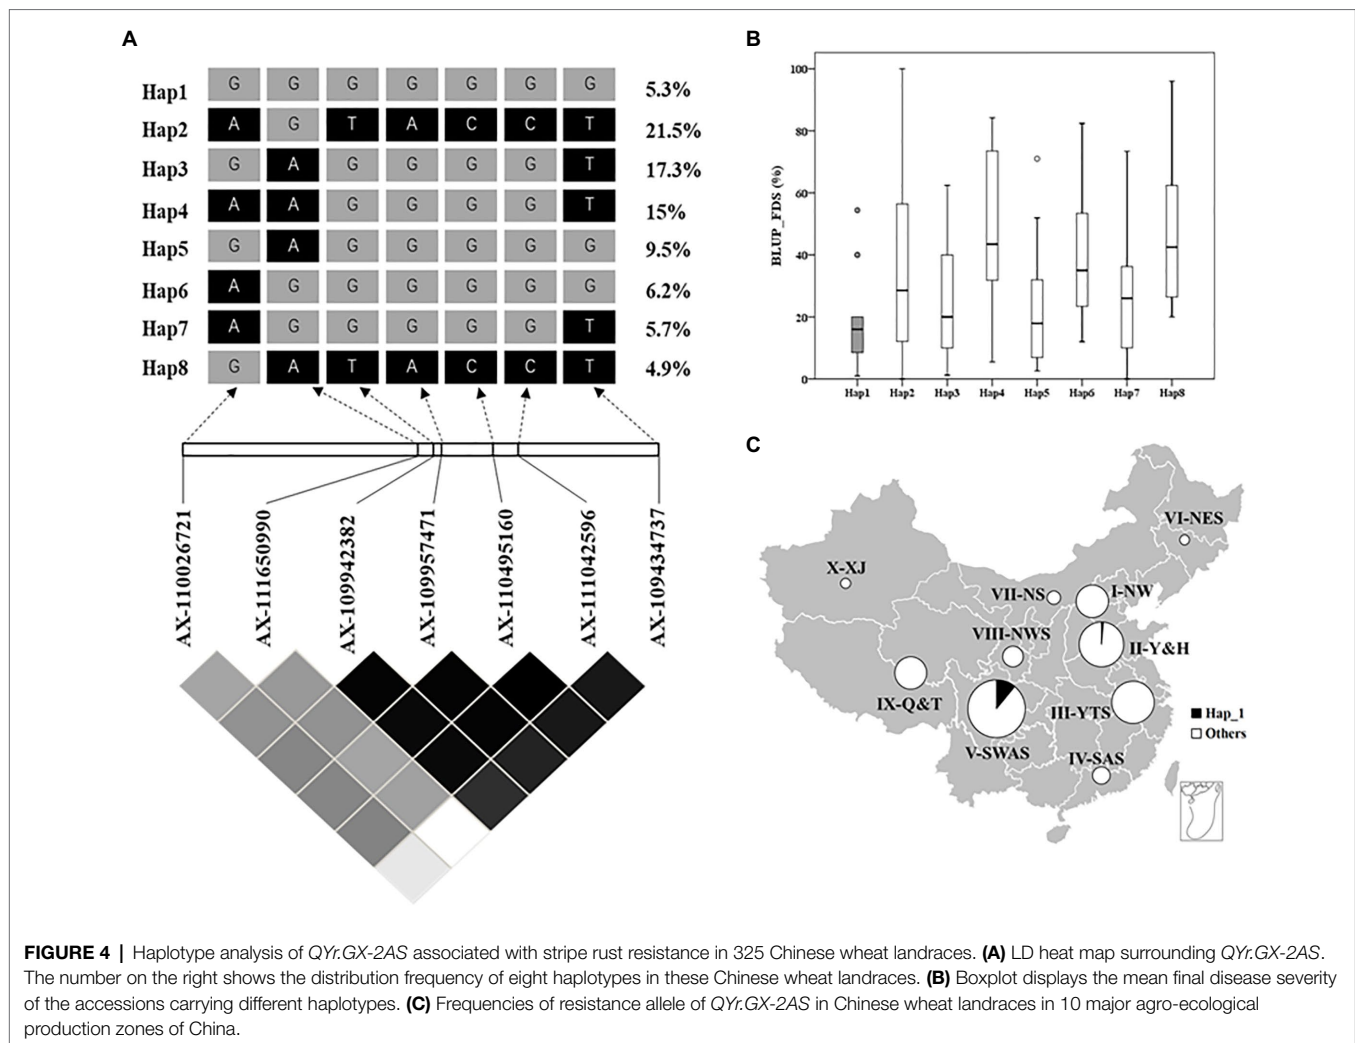 A
Hap1 G G G G G G G 5.3%
Hap2 A G T A C C T 21.5%
Hap3 G A G G G G T 17.3%
Hap4 A A G G G G T 15%
Hap5 G A G G G G G 9.5%
Hap6 A G G G G G G 6.2%
Hap7 A G G G G G T 5.7%
Hap8 G A T A C C T 4.9%
AX-110026721
AX-111650990
AX-109942382
AX-109957471
AX-110495160
AX-111042596
AX-109434737
B
BLUP_FDS (%)
100
80
60
40
20
0
Hap1 Hap2 Hap3 Hap4 Hap5 Hap6 Hap7 Hap8
C
VI-NES
X-XJ
VII-NS
I-NW
VIII-NWS
II-Y&H
IX-Q&T
III-YTS
V-SWAS
IV-SAS
Hap_1
Others
FIGURE 4 | Haplotype analysis of QYr.GX-2AS associated with stripe rust resistance in 325 Chinese wheat landraces. (A) LD heat map surrounding QYr.GX-2AS.
The number on the right shows the distribution frequency of eight haplotypes in these Chinese wheat landraces. (B) Boxplot displays the mean final disease severity
of the accessions carrying different haplotypes. (C) Frequencies of resistance allele of QYr.GX-2AS in Chinese wheat landraces in 10 major agro-ecological
production zones of China.